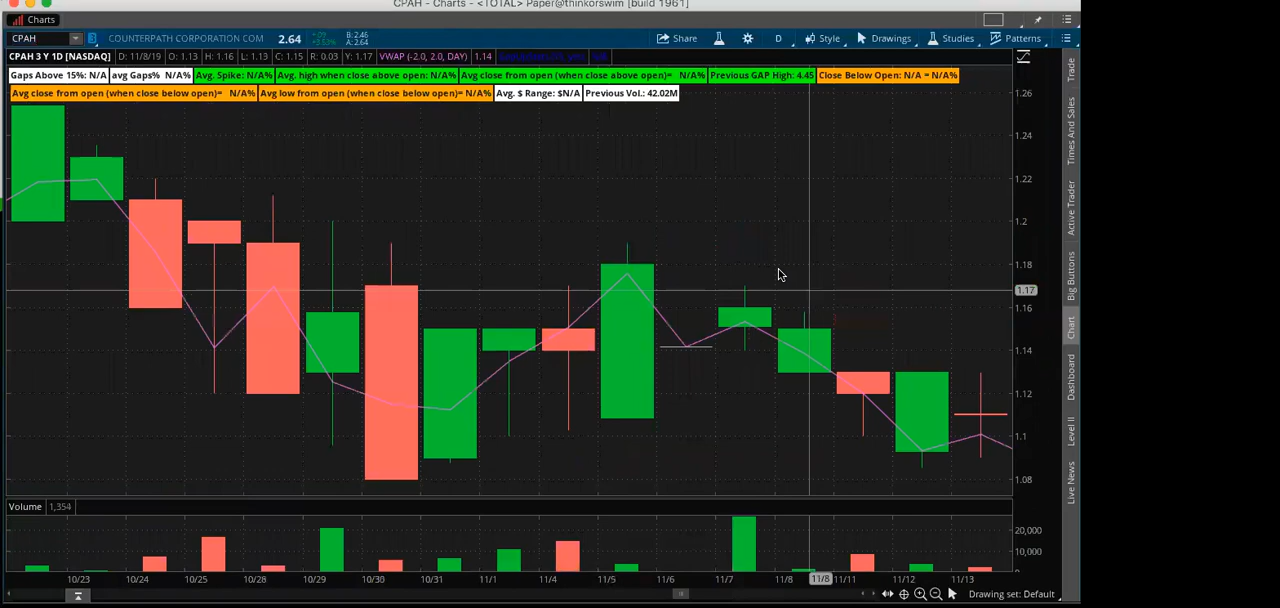 CPAH - Charts - <TOTAL> Paper@thinkorswim [build 1961]
Charts
CPAH 3 COUNTERPATH CORPORATION COM 2.64 +.09 +3.53% B: 2.46 A: 2.64 Share D Style Drawings Studies Patterns
CPAH 3 Y 1D [NASDAQ] D: 11/8/19 O: 1.13 H: 1.16 L: 1.13 C: 1.15 R: 0.03 Y: 1.17 VWAP (-2.0, 2.0, DAY) 1.14
Gaps Above 15%: N/A avg Gaps% N/A% Avg. Spike: N/A% Avg. high when close above open: N/A% Avg close from open (when close above open)= N/A% Previous GAP High: 4.45 Close Below Open: N/A = N/A%
Avg close from open (when close below open)= N/A% Avg low from open (when close below open)= N/A% Avg. $ Range: $N/A Previous Vol.: 42.02M
1.26
1.24
1.22
1.2
1.18
1.17
1.16
1.14
1.12
1.1
1.08
Volume 1,354
20,000
10,000
10/23 10/24 10/25 10/28 10/29 10/30 10/31 11/1 11/4 11/5 11/6 11/7 11/8 11/8 11/11 11/12 11/13
Drawing set: Default
Trade
Times And Sales
Active Trader
Big Buttons
Chart
Dashboard
Level II
Live News